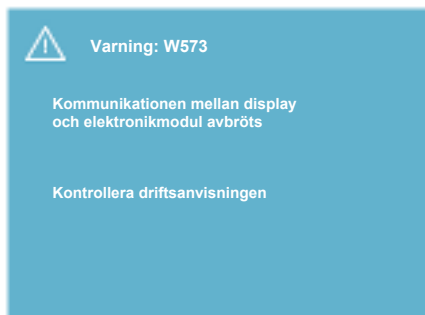 Varning: W573
Kommunikationen mellan display
och elektronikmodul avbröts
Kontrollera driftsanvisningen